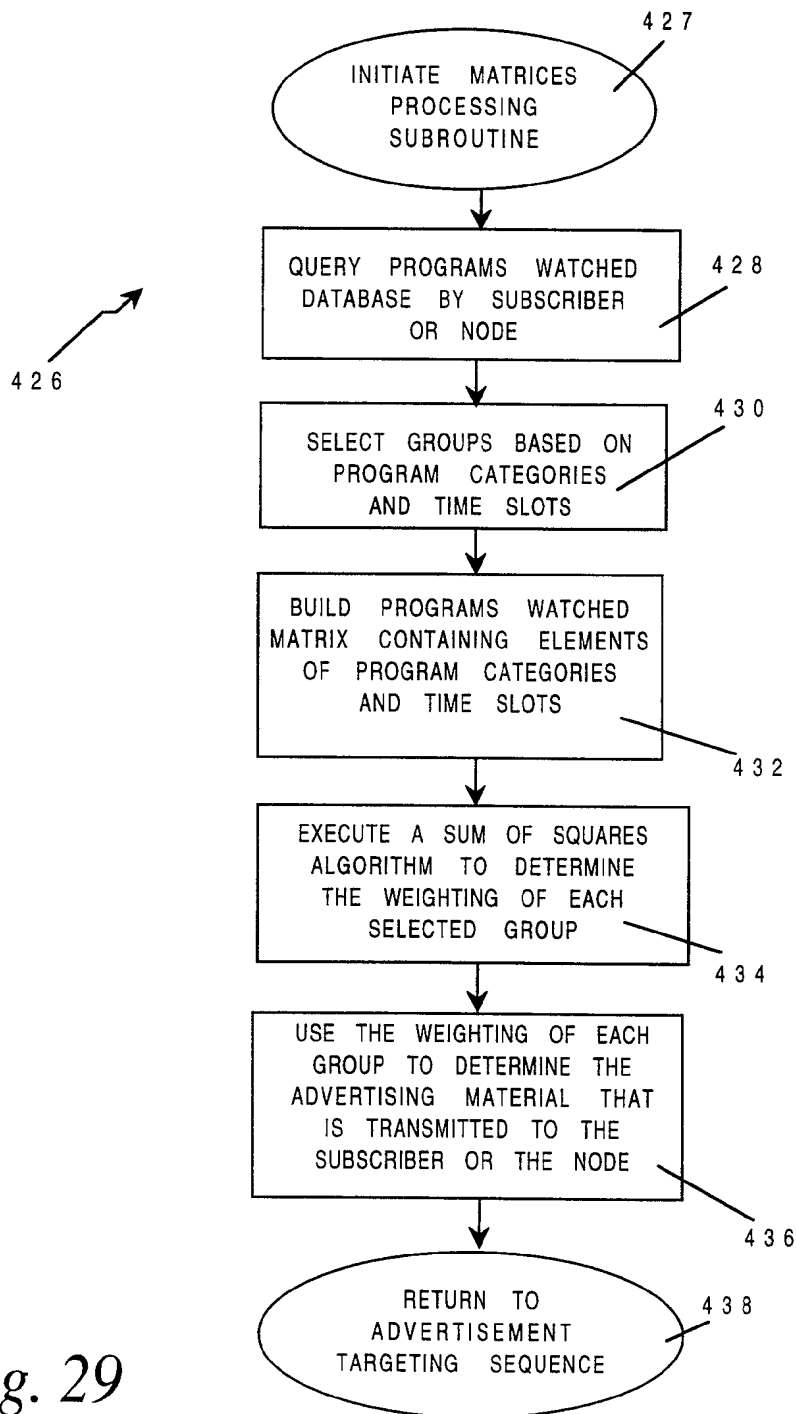 427
INITIATE MATRICES
PROCESSING
SUBROUTINE
428
QUERY PROGRAMS WATCHED
DATABASE BY SUBSCRIBER
OR NODE
426
430
SELECT GROUPS BASED ON
PROGRAM CATEGORIES
AND TIME SLOTS
BUILD PROGRAMS WATCHED
MATRIX CONTAINING ELEMENTS
OF PROGRAM CATEGORIES
AND TIME SLOTS
432
EXECUTE A SUM OF SQUARES
ALGORITHM TO DETERMINE
THE WEIGHTING OF EACH
SELECTED GROUP
434
USE THE WEIGHTING OF EACH
GROUP TO DETERMINE THE
ADVERTISING MATERIAL THAT
IS TRANSMITTED TO THE
SUBSCRIBER OR THE NODE
436
RETURN TO
ADVERTISEMENT
TARGETING SEQUENCE
438
g. 29